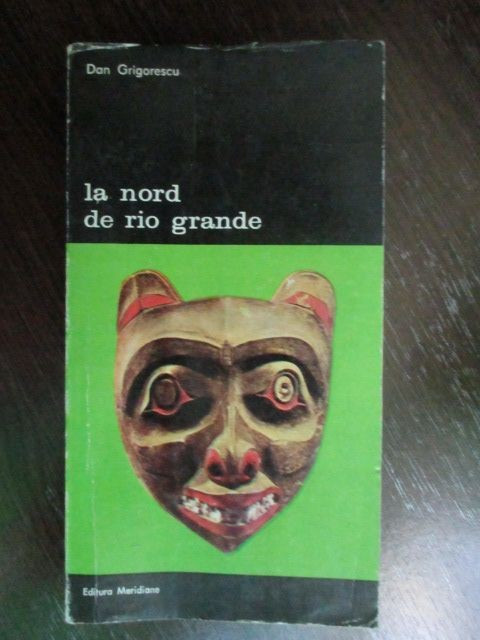 Dan Grigorescu
la nord
de rio grande
Editura Meridiane